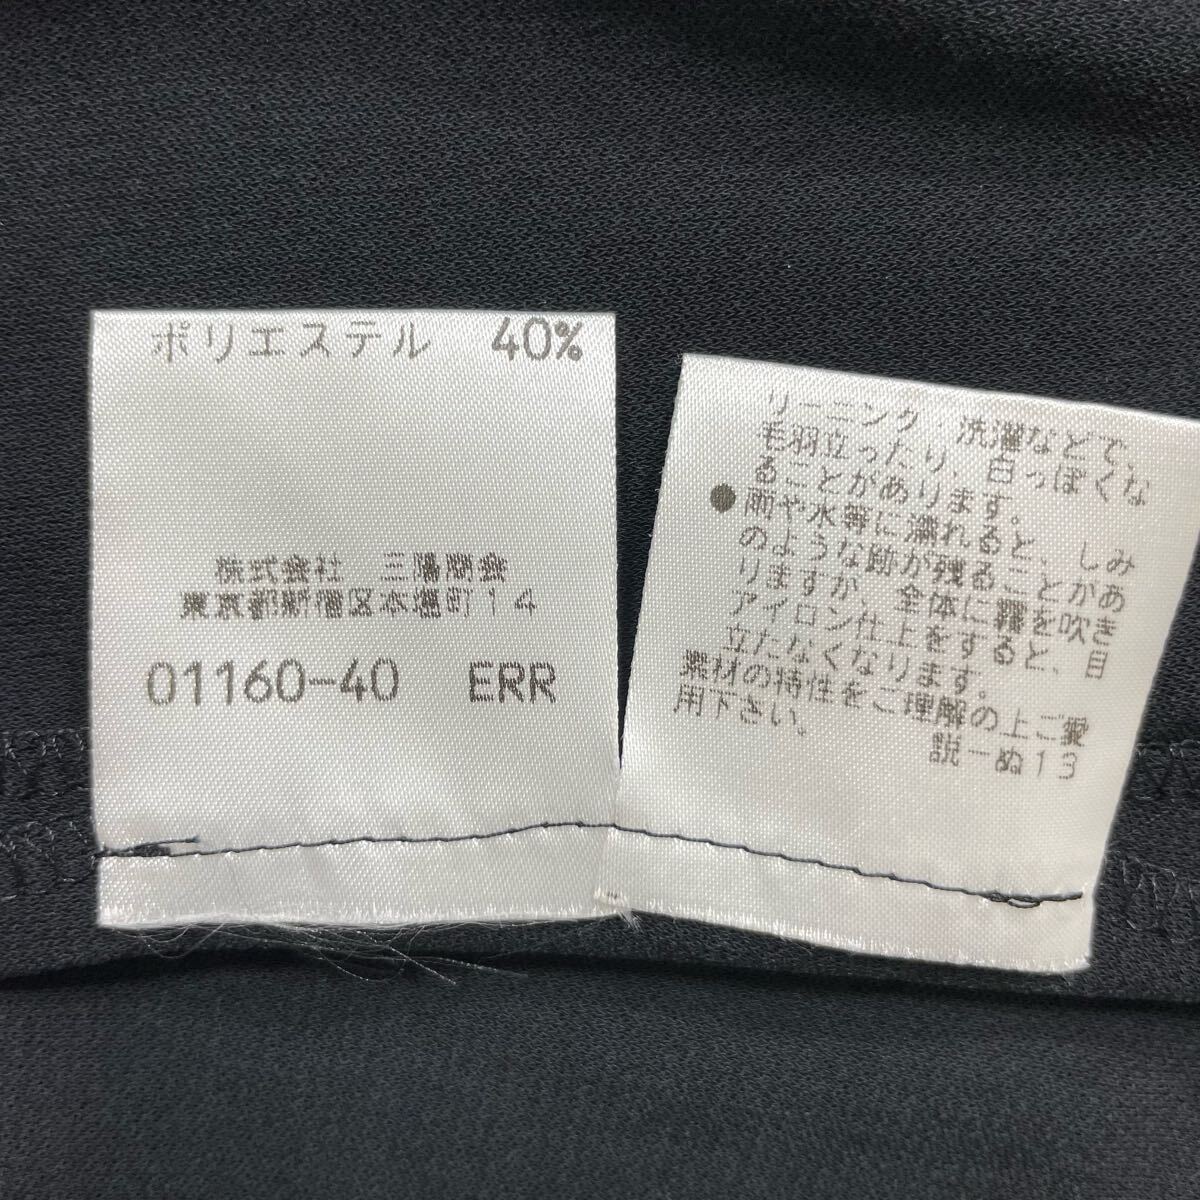 ポリエステル 40%
株式会社 三陽商会
東京都新宿区本塩町14
01160-40 ERR
リーニング、洗濯などで、
毛羽立ったり、白っぽくな
ることがあります。
●雨や水等に濡れると、しみ
のような跡が残ることがあ
りますが、全体に霧を吹き
アイロン仕上をすると、目
立たなくなります。
素材の特性をご理解の上ご愛
用下さい。
説ーぬ13